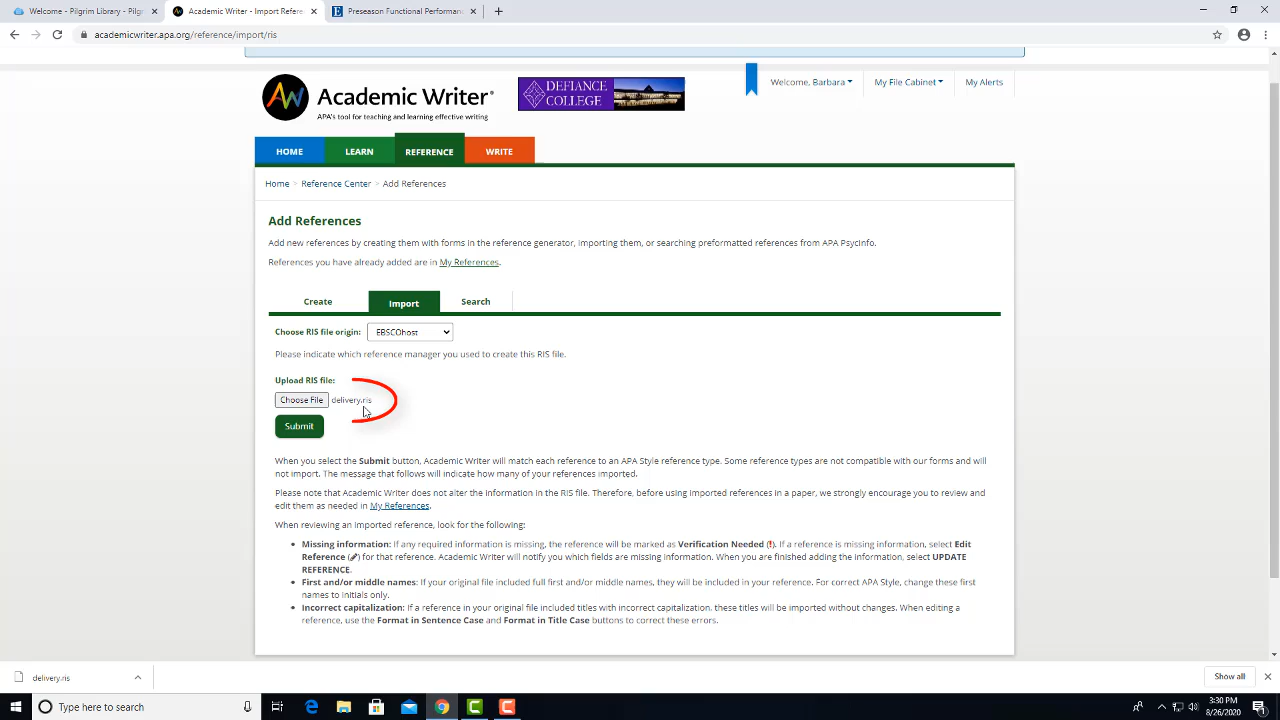 Welcome - Pilgrim Library - Pilgr
Academic Writer - Import Refere
Preseason Functional Performanc
academicwriter.apa.org/reference/import/ris
AW
Academic Writer
APA's tool for teaching and learning effective writing
DEFIANCE
COLLEGE
Welcome, Barbara
My File Cabinet
My Alerts
HOME
LEARN
REFERENCE
WRITE
Home > Reference Center > Add References
Add References
Add new references by creating them with forms in the reference generator, importing them, or searching preformatted references from APA PsycInfo.
References you have already added are in My References.
Create
Import
Search
Choose RIS file origin: EBSCOhost
Please indicate which reference manager you used to create this RIS file.
Upload RIS file:
Choose File delivery.ris
Submit
When you select the Submit button, Academic Writer will match each reference to an APA Style reference type. Some reference types are not compatible with our forms and will
not import. The message that follows will indicate how many of your references imported.
Please note that Academic Writer does not alter the information in the RIS file. Therefore, before using imported references in a paper, we strongly encourage you to review and
edit them as needed in My References.
When reviewing an imported reference, look for the following:
• Missing information: If any required information is missing, the reference will be marked as Verification Needed (!). If a reference is missing information, select Edit
Reference (✎) for that reference. Academic Writer will notify you which fields are missing information. When you are finished adding the information, select UPDATE
REFERENCE.
• First and/or middle names: If your original file included full first and/or middle names, they will be included in your reference. For correct APA Style, change these first
names to initials only.
• Incorrect capitalization: If a reference in your original file included titles with incorrect capitalization, these titles will be imported without changes. When editing a
reference, use the Format in Sentence Case and Format in Title Case buttons to correct these errors.
delivery.ris
Show all
Type here to search
3:30 PM
8/26/2020